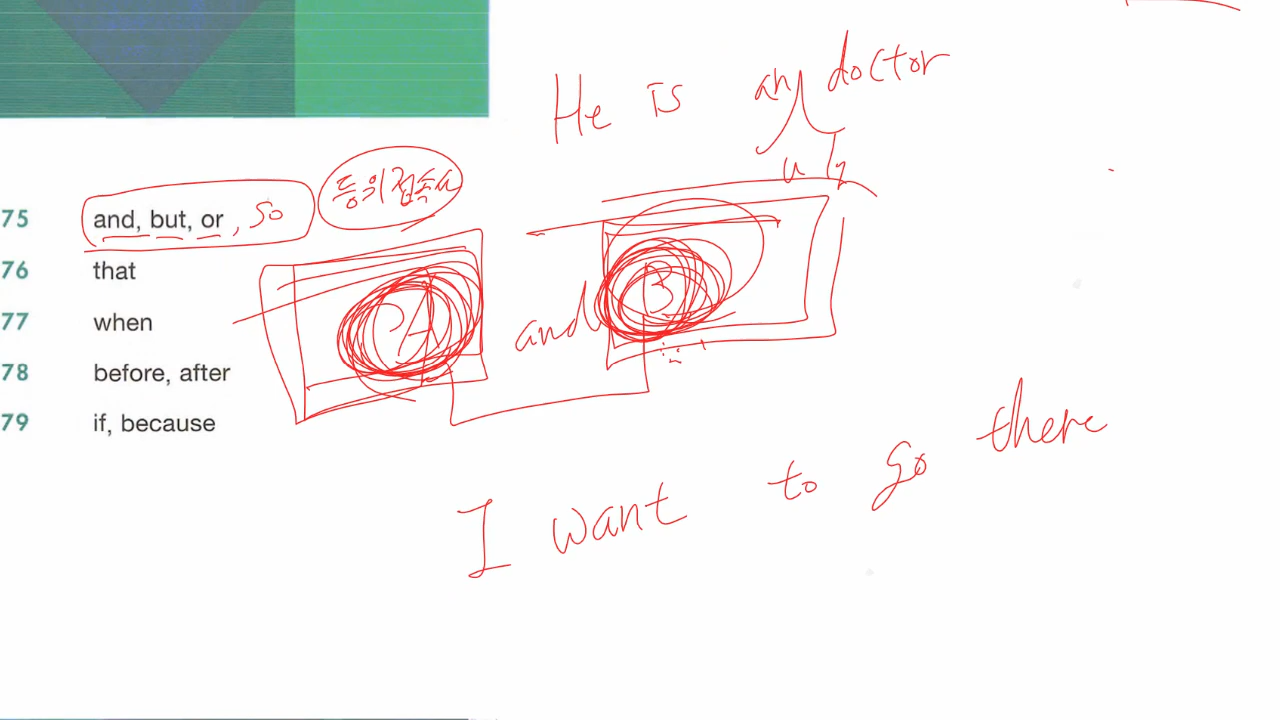 He is an doctor
등위접속사
75 and, but, or, so
76 that
77 when
78 before, after
79 if, because
A and B
I want to go there